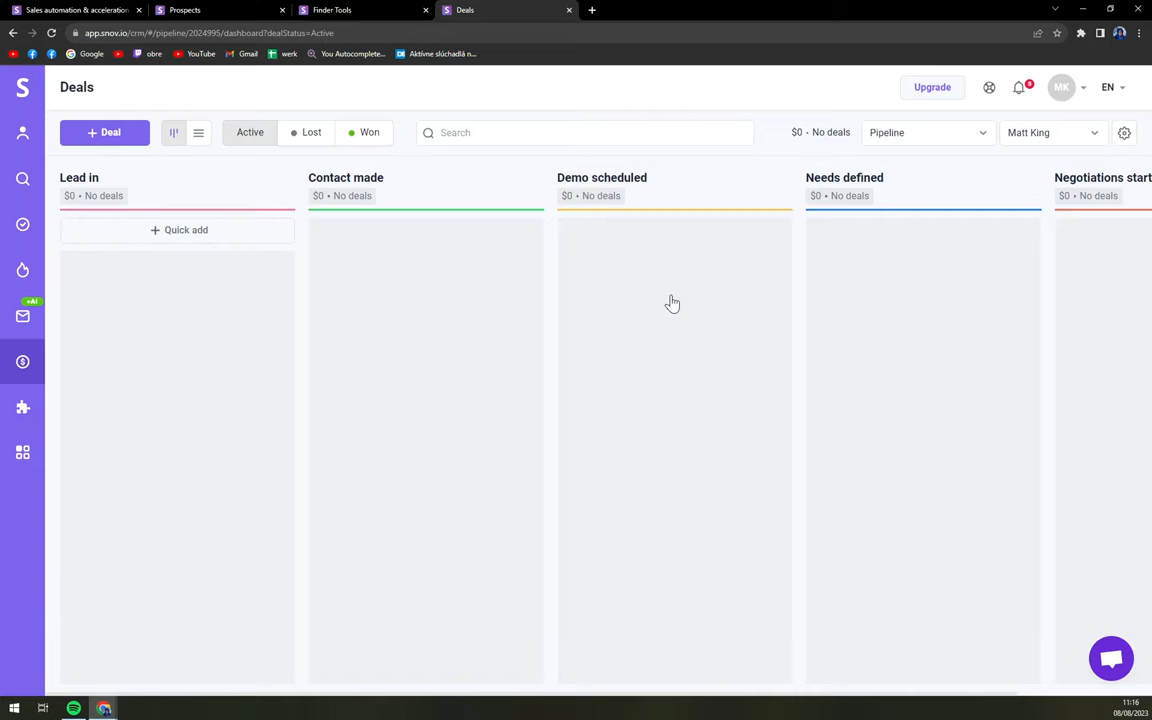 Sales automation & acceleration
Prospects
Finder Tools
Deals
app.snov.io/crm/#/pipeline/2024995/dashboard?dealStatus=Active
Google
obre
YouTube
Gmail
werk
You Autocomplete...
Aktívne slúchadlá n...
S
Deals
Upgrade
8
MK
EN
+ Deal
Active
Lost
Won
Search
$0 • No deals
Pipeline
Matt King
Lead in
$0 • No deals
Contact made
$0 • No deals
Demo scheduled
$0 • No deals
Needs defined
$0 • No deals
Negotiations start
$0 • No deals
+ Quick add
+AI
11:16
08/08/2023